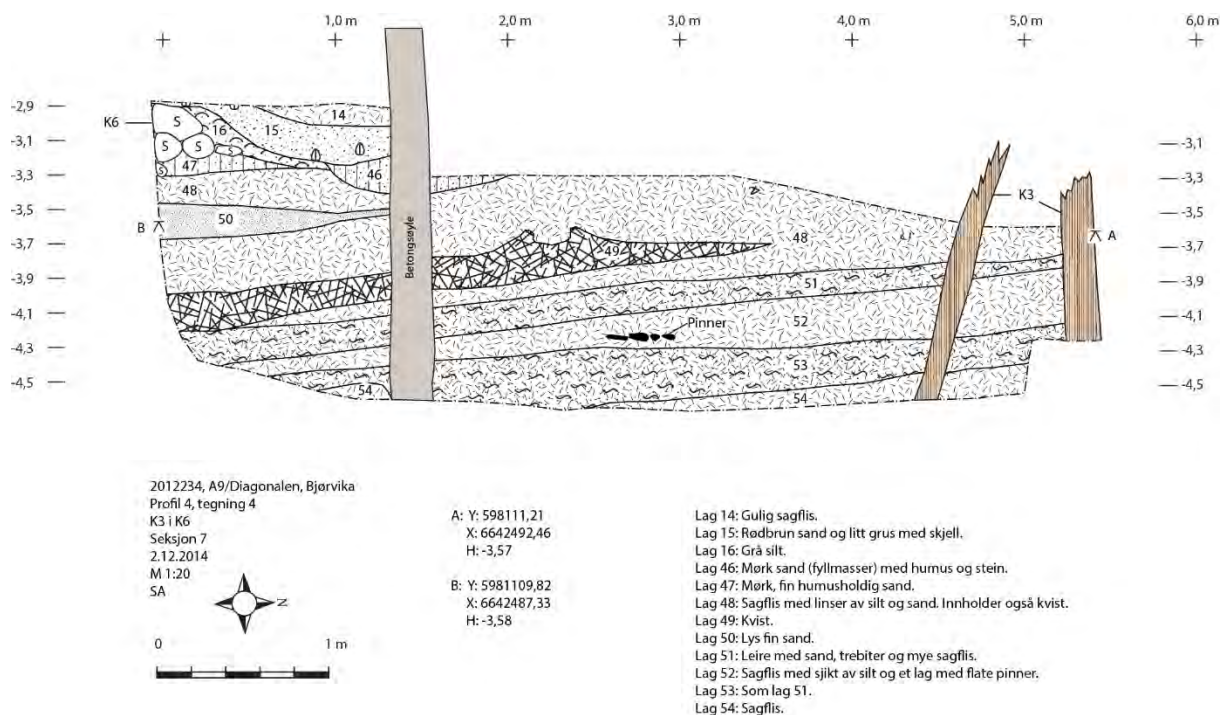 0 1,0 m 2,0 m 3,0 m 4,0 m 5,0 m 6,0 m
-2,9
K6
-3,1
-3,3
-3,5
B
-3,7
-3,9
-4,1
-4,3
-4,5
S
S
S
S
16
15
14
47
46
48
50
Betongsøyle
49
48
51
52
Pinner
53
54
54
K3
A
-3,1
-3,3
-3,5
-3,7
-3,9
-4,1
-4,3
-4,5
2012234, A9/Diagonalen, Bjørvika
Profil 4, tegning 4
K3 i K6
Seksjon 7
2.12.2014
M 1:20
SA
N
0 1 m
A: Y: 598111,21
X: 6642492,46
H: -3,57
B: Y: 5981109,82
X: 6642487,33
H: -3,58
Lag 14: Gulig sagflis.
Lag 15: Rødbrun sand og litt grus med skjell.
Lag 16: Grå silt.
Lag 46: Mørk sand (fyllmasser) med humus og stein.
Lag 47: Mørk, fin humusholdig sand.
Lag 48: Sagflis med linser av silt og sand. Innholder også kvist.
Lag 49: Kvist.
Lag 50: Lys fin sand.
Lag 51: Leire med sand, trebiter og mye sagflis.
Lag 52: Sagflis med sjikt av silt og et lag med flate pinner.
Lag 53: Som lag 51.
Lag 54: Sagflis.